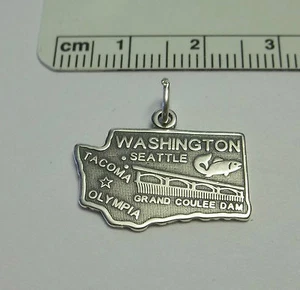 cm 1 2 3
WASHINGTON
SEATTLE
TACOMA
OLYMPIA
GRAND COULEE DAM